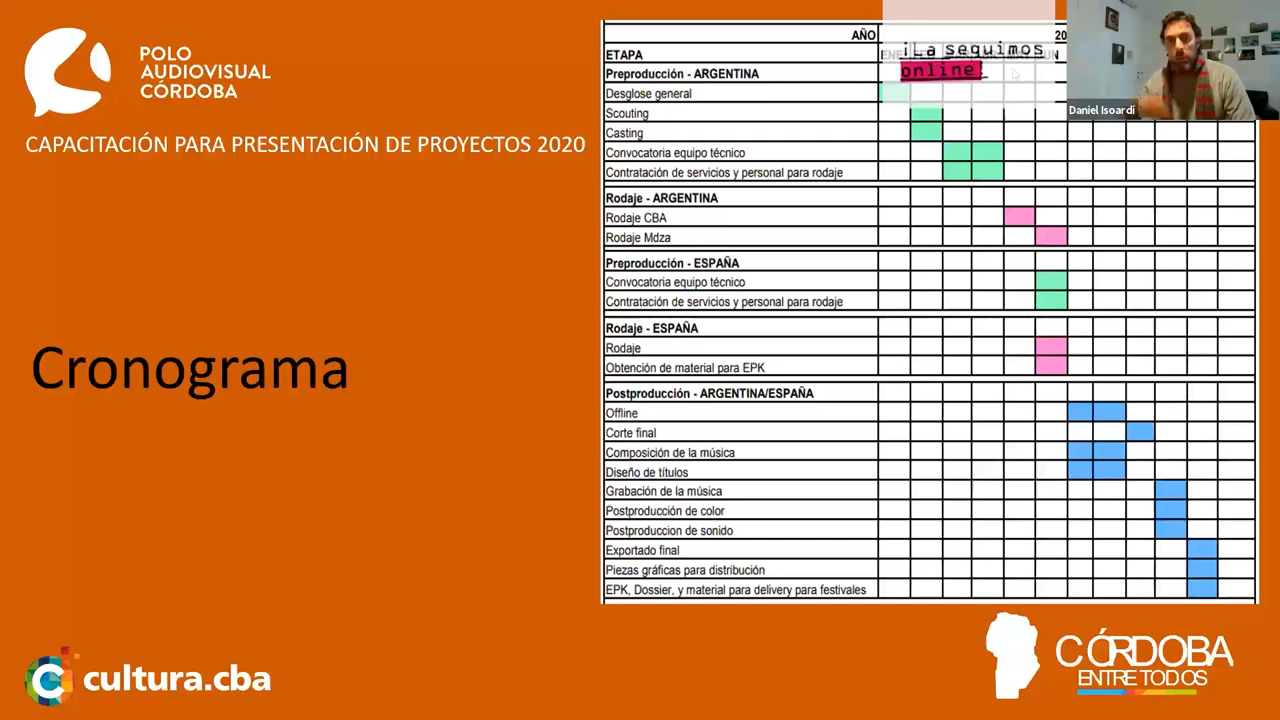 POLO
AUDIOVISUAL
CÓRDOBA
CAPACITACIÓN PARA PRESENTACIÓN DE PROYECTOS 2020
Cronograma
AÑO 20
ETAPA ENE JUN
¡La seguimos
online!
Preproducción - ARGENTINA
Desglose general
Scouting
Casting
Convocatoria equipo técnico
Contratación de servicios y personal para rodaje
Rodaje - ARGENTINA
Rodaje CBA
Rodaje Mdza
Preproducción - ESPAÑA
Convocatoria equipo técnico
Contratación de servicios y personal para rodaje
Rodaje - ESPAÑA
Rodaje
Obtención de material para EPK
Postproducción - ARGENTINA/ESPAÑA
Offline
Corte final
Composición de la música
Diseño de títulos
Grabación de la música
Postproducción de color
Postproduccion de sonido
Exportado final
Piezas gráficas para distribución
EPK, Dossier, y material para delivery para festivales
Daniel Isoardi
cultura.cba
CÓRDOBA
ENTRE TODOS